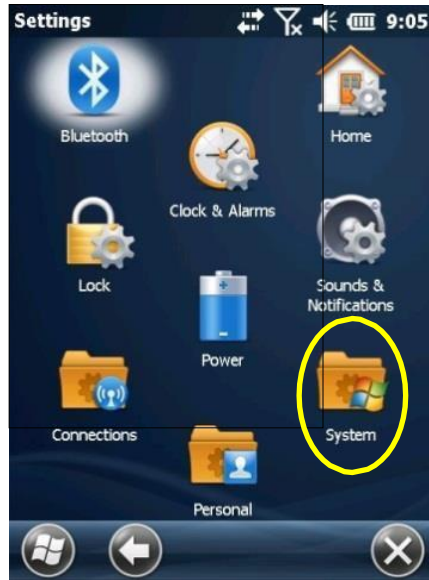 Settings 9:05
Bluetooth
Home
Clock & Alarms
Lock
Sounds &
Notifications
Power
Connections
System
Personal